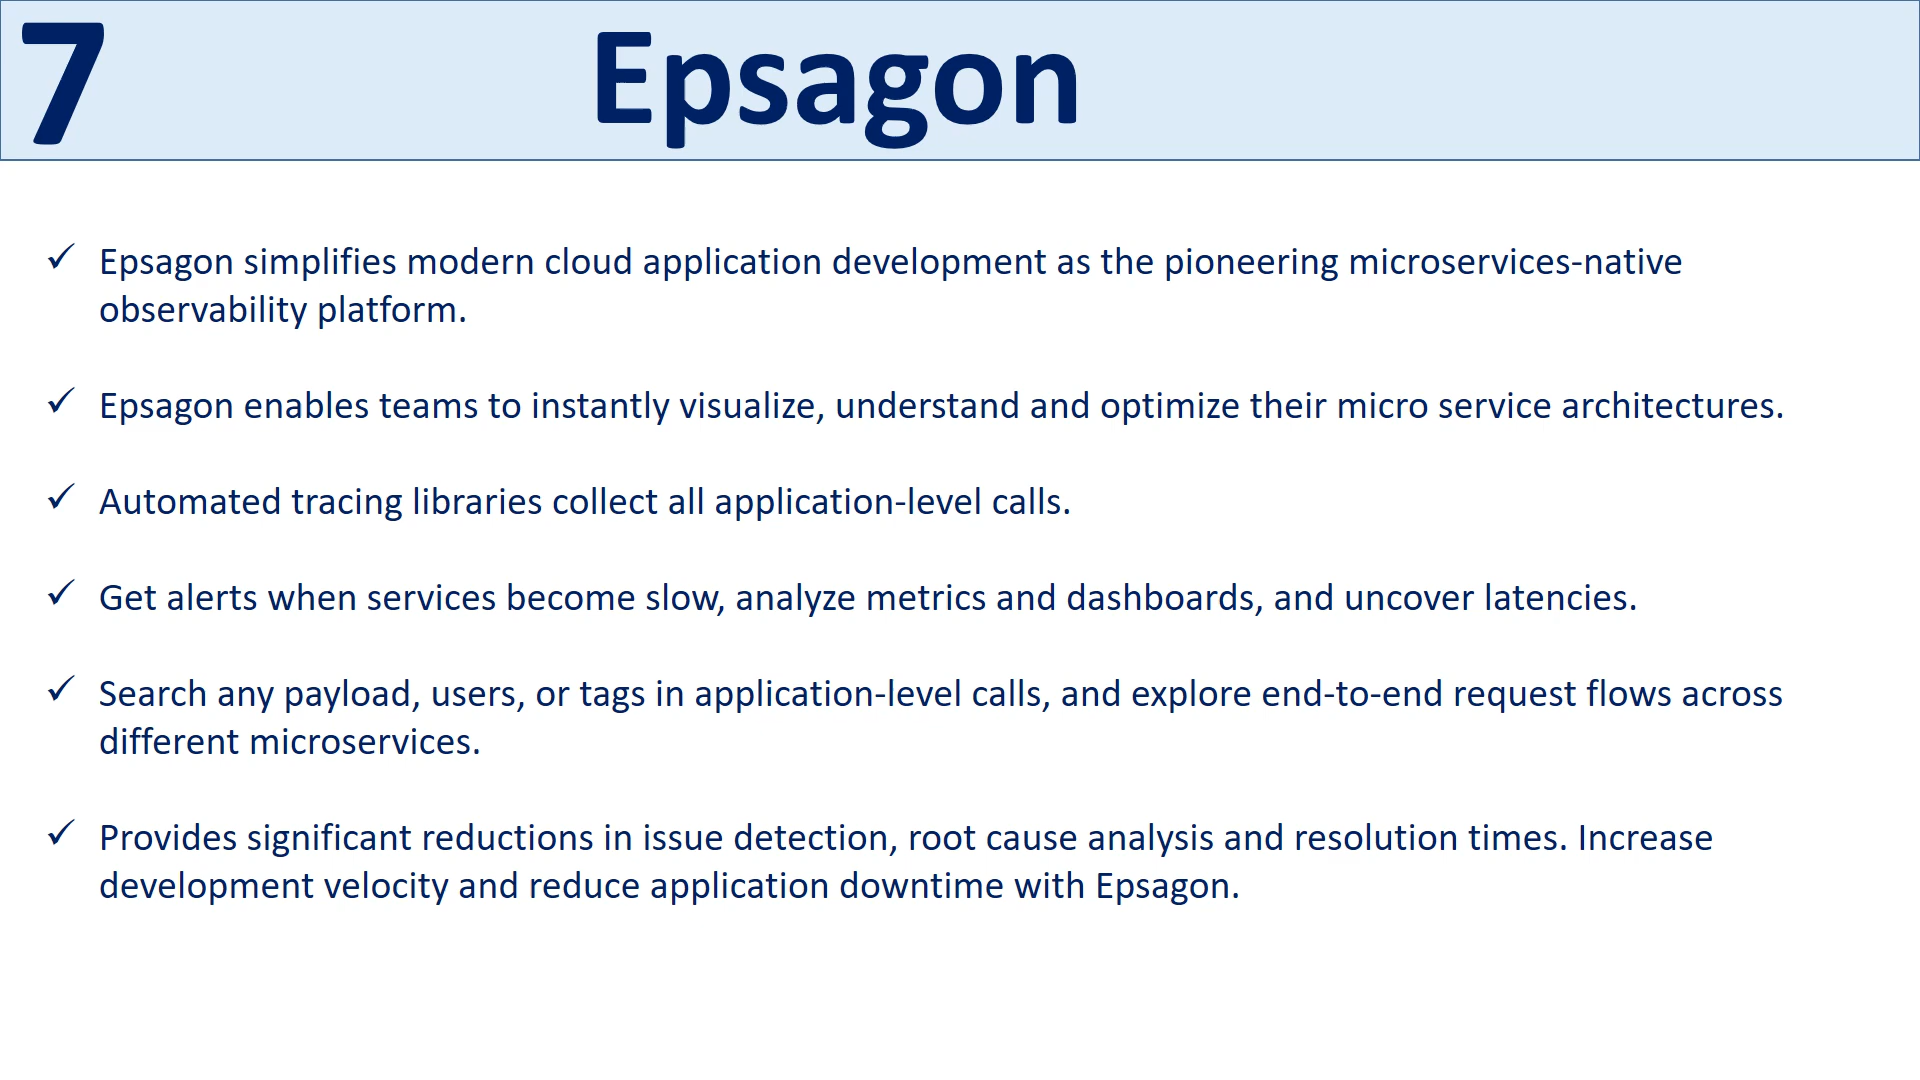 7
Epsagon
✓ Epsagon simplifies modern cloud application development as the pioneering microservices-native
observability platform.
✓ Epsagon enables teams to instantly visualize, understand and optimize their micro service architectures.
✓ Automated tracing libraries collect all application-level calls.
✓ Get alerts when services become slow, analyze metrics and dashboards, and uncover latencies.
✓ Search any payload, users, or tags in application-level calls, and explore end-to-end request flows across
different microservices.
✓ Provides significant reductions in issue detection, root cause analysis and resolution times. Increase
development velocity and reduce application downtime with Epsagon.